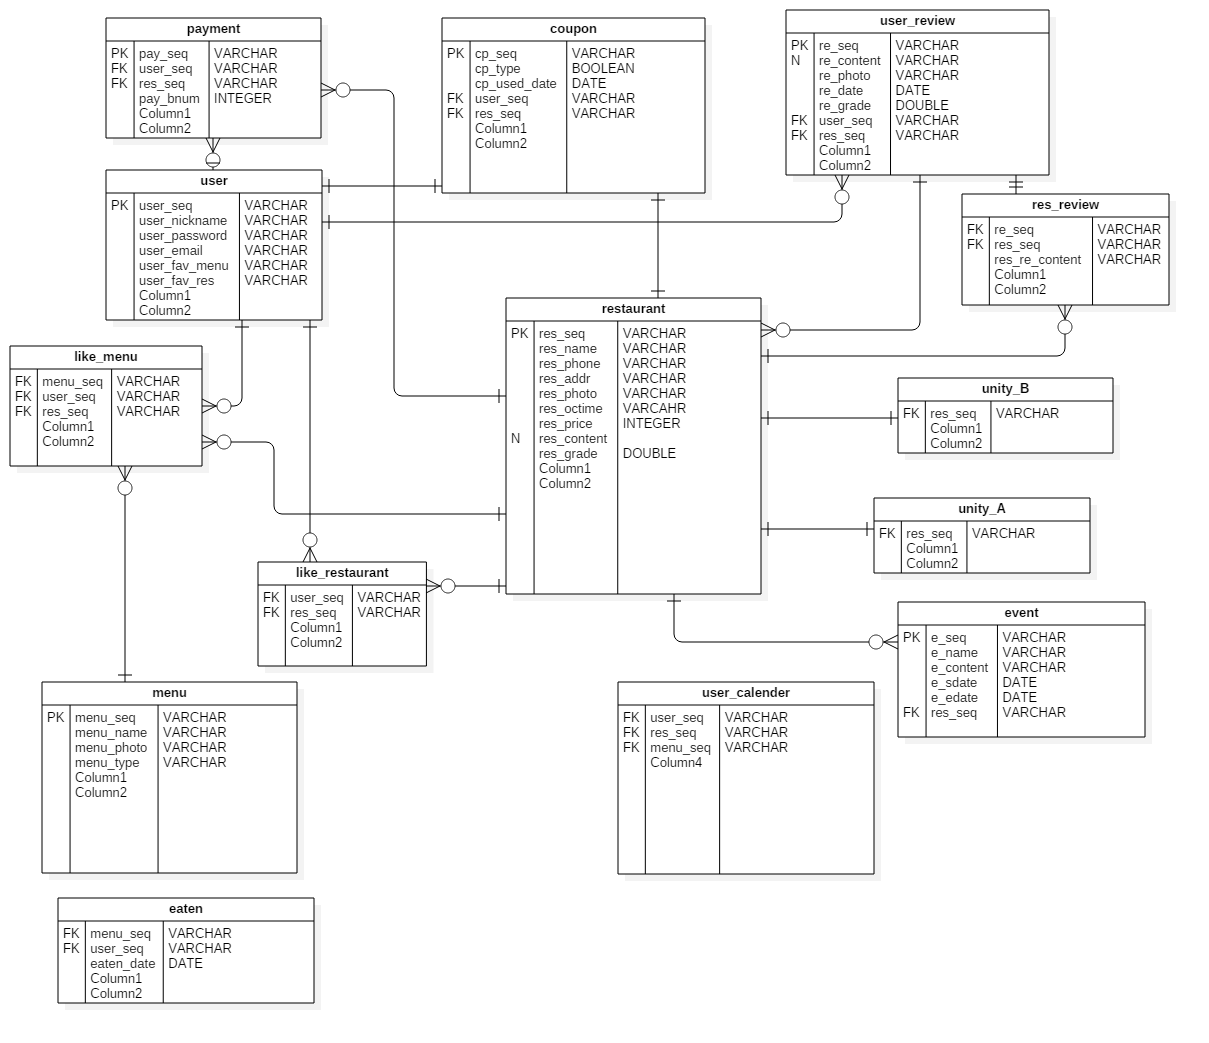 payment
PK pay_seq VARCHAR
FK user_seq VARCHAR
FK res_seq VARCHAR
pay_bnum INTEGER
Column1
Column2
coupon
PK cp_seq VARCHAR
cp_type BOOLEAN
cp_used_date DATE
FK user_seq VARCHAR
FK res_seq VARCHAR
Column1
Column2
user_review
PK re_seq VARCHAR
N re_content VARCHAR
re_photo VARCHAR
re_date DATE
re_grade DOUBLE
FK user_seq VARCHAR
FK res_seq VARCHAR
Column1
Column2
user
PK user_seq VARCHAR
user_nickname VARCHAR
user_password VARCHAR
user_email VARCHAR
user_fav_menu VARCHAR
user_fav_res VARCHAR
Column1
Column2
res_review
FK re_seq VARCHAR
FK res_seq VARCHAR
res_re_content VARCHAR
Column1
Column2
restaurant
PK res_seq VARCHAR
res_name VARCHAR
res_phone VARCHAR
res_addr VARCHAR
res_photo VARCHAR
res_octime VARCAHR
res_price INTEGER
N res_content
res_grade DOUBLE
Column1
Column2
like_menu
FK menu_seq VARCHAR
FK user_seq VARCHAR
FK res_seq VARCHAR
Column1
Column2
unity_B
FK res_seq VARCHAR
Column1
Column2
unity_A
FK res_seq VARCHAR
Column1
Column2
like_restaurant
FK user_seq VARCHAR
FK res_seq VARCHAR
Column1
Column2
event
PK e_seq VARCHAR
e_name VARCHAR
e_content VARCHAR
e_sdate DATE
e_edate DATE
FK res_seq VARCHAR
menu
PK menu_seq VARCHAR
menu_name VARCHAR
menu_photo VARCHAR
menu_type VARCHAR
Column1
Column2
user_calender
FK user_seq VARCHAR
FK res_seq VARCHAR
FK menu_seq VARCHAR
Column4
eaten
FK menu_seq VARCHAR
FK user_seq VARCHAR
eaten_date DATE
Column1
Column2